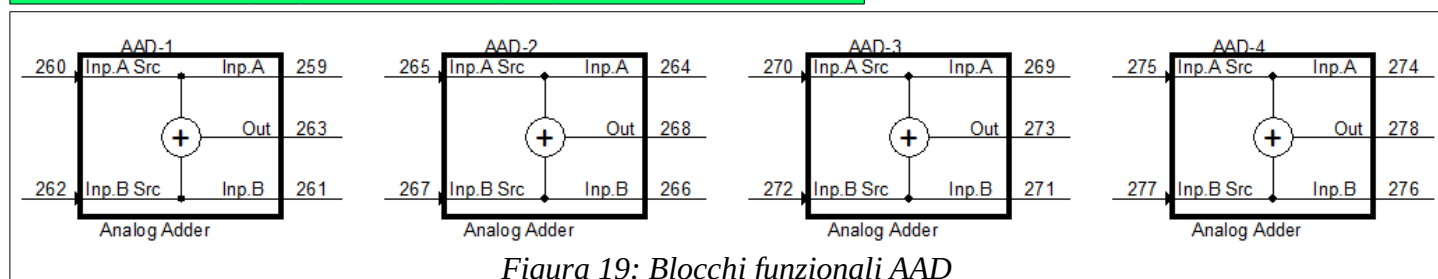 AAD-1 AAD-2 AAD-3 AAD-4
260 Inp.A Src Inp.A 259 265 Inp.A Src Inp.A 264 270 Inp.A Src Inp.A 269 275 Inp.A Src Inp.A 274
+ Out 263 + Out 268 + Out 273 + Out 278
262 Inp.B Src Inp.B 261 267 Inp.B Src Inp.B 266 272 Inp.B Src Inp.B 271 277 Inp.B Src Inp.B 276
Analog Adder Analog Adder Analog Adder Analog Adder
Figura 19: Blocchi funzionali AAD